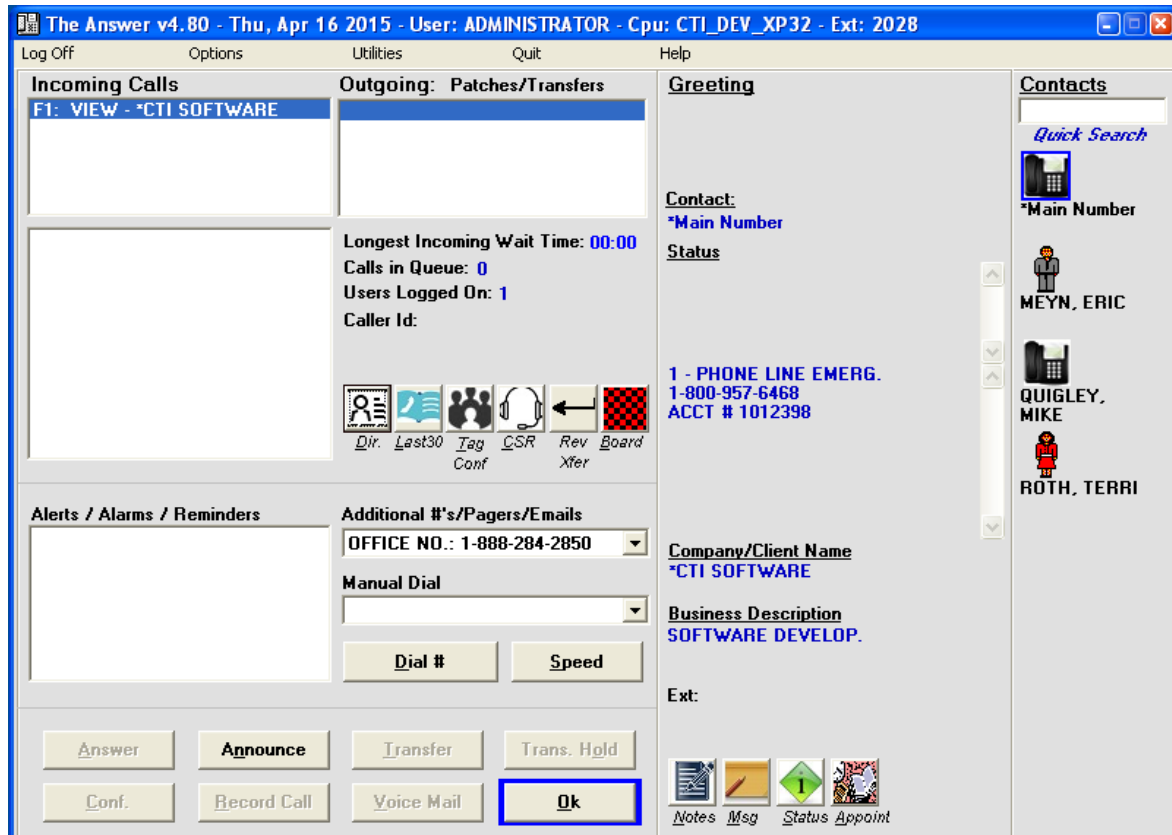 The Answer v4.80 - Thu, Apr 16 2015 - User: ADMINISTRATOR - Cpu: CTI_DEV_XP32 - Ext: 2028
Log Off Options Utilities Quit Help
Incoming Calls
F1: VIEW - *CTI SOFTWARE
Outgoing: Patches/Transfers
Longest Incoming Wait Time: 00:00
Calls in Queue: 0
Users Logged On: 1
Caller Id:
Dir. Last30 Tag Conf CSR Rev Xfer Board
Alerts / Alarms / Reminders
Additional #'s/Pagers/Emails
OFFICE NO.: 1-888-284-2850
Manual Dial
Dial # Speed
Answer Announce Transfer Trans. Hold
Conf. Record Call Voice Mail Ok
Greeting
Contact:
*Main Number
Status
1 - PHONE LINE EMERG.
1-800-957-6468
ACCT # 1012398
Company/Client Name
*CTI SOFTWARE
Business Description
SOFTWARE DEVELOP.
Ext:
Notes Msg Status Appoint
Contacts
Quick Search
*Main Number
MEYN, ERIC
QUIGLEY,
MIKE
ROTH, TERRI